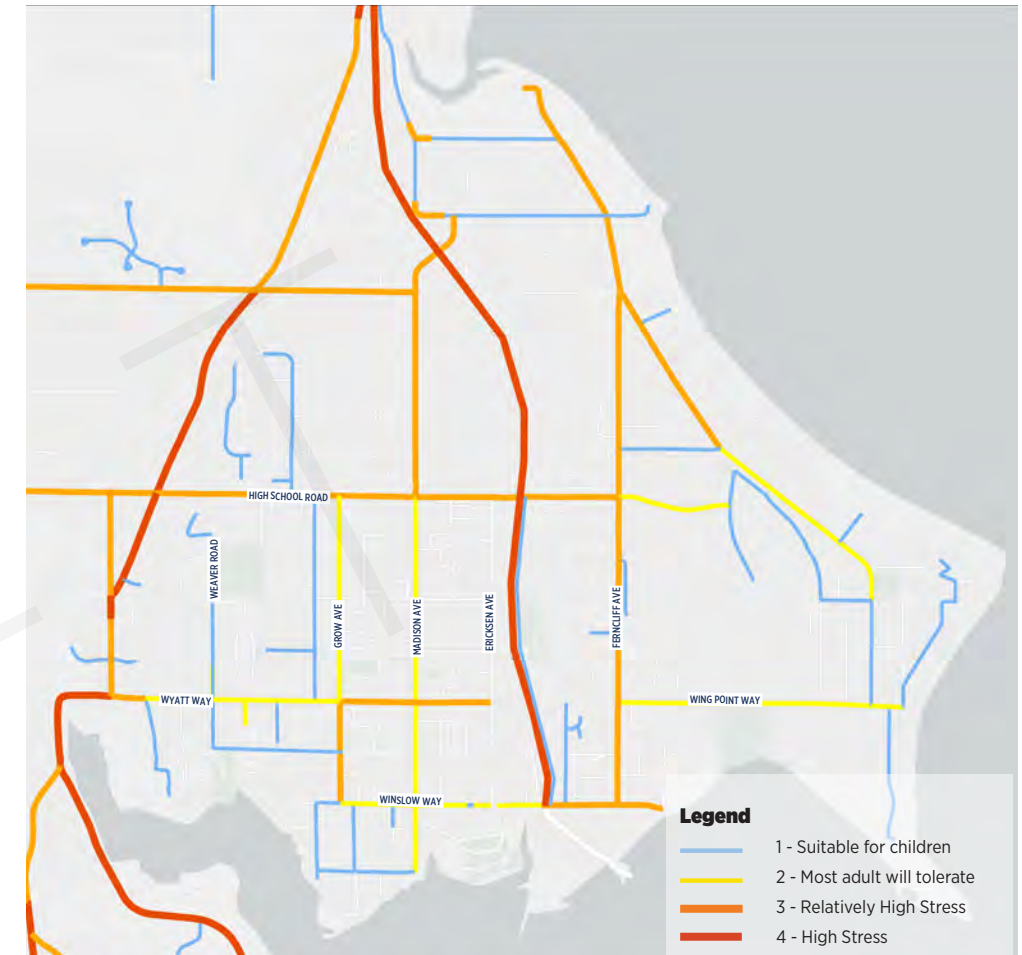 HIGH SCHOOL ROAD
WEAVER ROAD
GROW AVE
MADISON AVE
ERICKSEN AVE
FERNCLIFF AVE
WYATT WAY
WING POINT WAY
WINSLOW WAY
Legend
1 - Suitable for children
2 - Most adult will tolerate
3 - Relatively High Stress
4 - High Stress